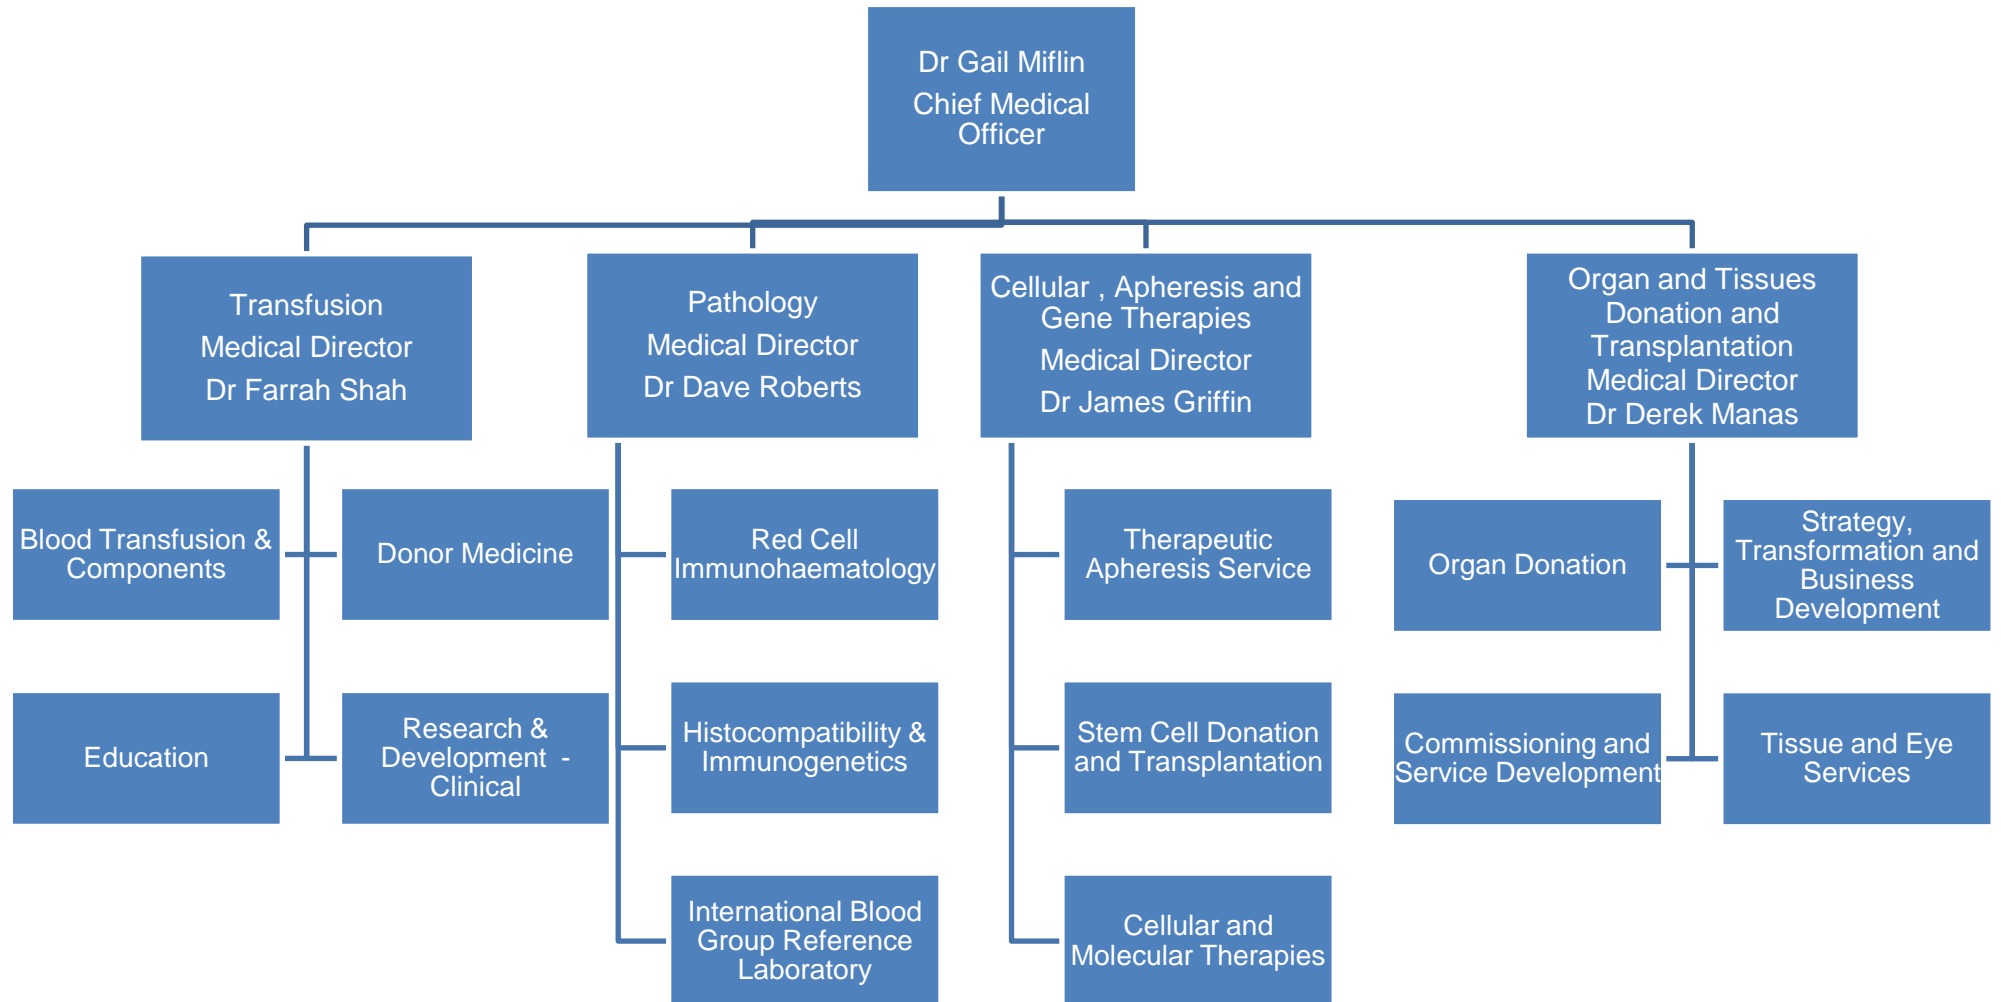 Dr Gail Miflin
Chief Medical
Officer
Transfusion
Medical Director
Dr Farrah Shah
Pathology
Medical Director
Dr Dave Roberts
Cellular , Apheresis and
Gene Therapies
Medical Director
Dr James Griffin
Organ and Tissues
Donation and
Transplantation
Medical Director
Dr Derek Manas
Blood Transfusion &
Components
Donor Medicine
Education
Research &
Development -
Clinical
Red Cell
Immunohaematology
Histocompatibility &
Immunogenetics
International Blood
Group Reference
Laboratory
Therapeutic
Apheresis Service
Stem Cell Donation
and Transplantation
Cellular and
Molecular Therapies
Organ Donation
Strategy,
Transformation and
Business
Development
Commissioning and
Service Development
Tissue and Eye
Services